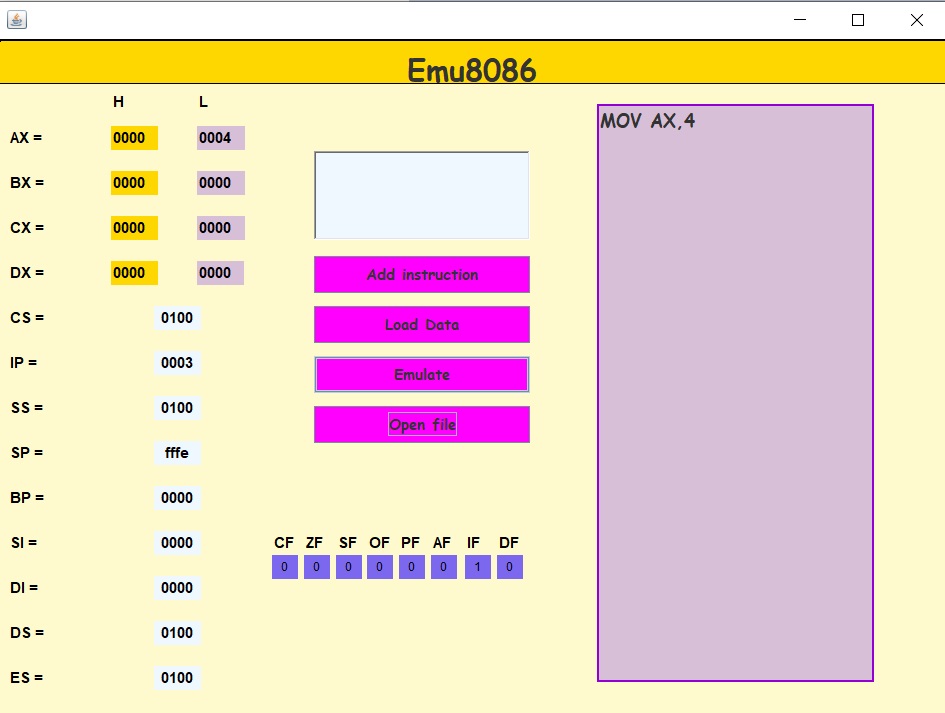 Emu8086
H L
AX = 0000 0004
BX = 0000 0000
CX = 0000 0000
DX = 0000 0000
CS = 0100
IP = 0003
SS = 0100
SP = fffe
BP = 0000
SI = 0000
DI = 0000
DS = 0100
ES = 0100
Add instruction
Load Data
Emulate
Open file
CF ZF SF OF PF AF IF DF
0 0 0 0 0 0 1 0
MOV AX,4